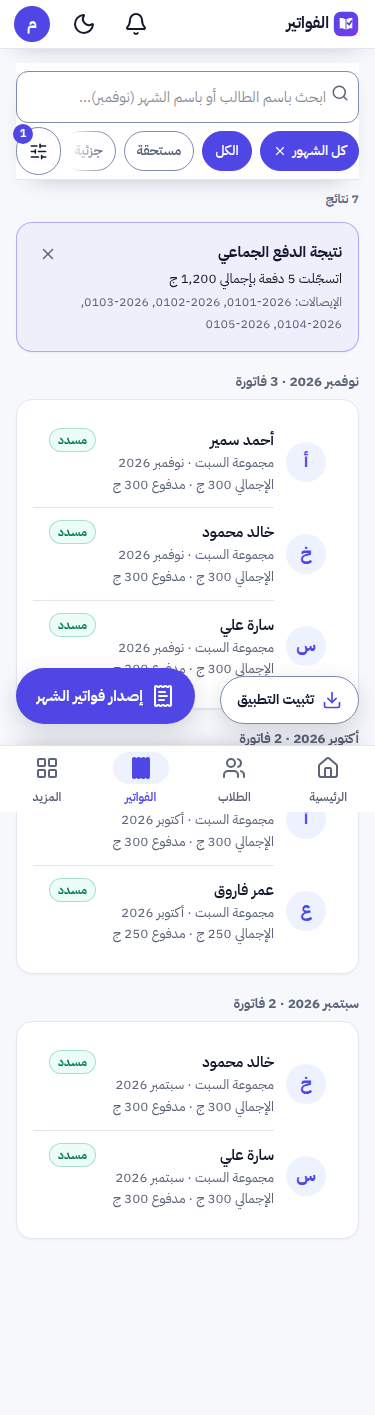 الفواتير
م
ابحث باسم الطالب أو باسم الشهر (نوفمبر)...
كل الشهور
الكل
مستحقة
جزئية
1
7 نتائج
نتيجة الدفع الجماعي
اتسجّلت 5 دفعة بإجمالي 1,200 ج
الإيصالات: 2026-0101, 2026-0102, 2026-0103,
2026-0104, 2026-0105
نوفمبر 2026 · 3 فاتورة
أ
أحمد سمير
مسدد
مجموعة السبت · نوفمبر 2026
الإجمالي 300 ج · مدفوع 300 ج
خ
خالد محمود
مسدد
مجموعة السبت · نوفمبر 2026
الإجمالي 300 ج · مدفوع 300 ج
س
سارة علي
مسدد
مجموعة السبت · نوفمبر 2026
الإجمالي 300 ج · مدفوع 300 ج
تثبيت التطبيق
إصدار فواتير الشهر
أكتوبر 2026 · 2 فاتورة
الرئيسية
الطلاب
الفواتير
المزيد
أ
مجموعة السبت · أكتوبر 2026
الإجمالي 300 ج · مدفوع 300 ج
ع
عمر فاروق
مسدد
مجموعة السبت · أكتوبر 2026
الإجمالي 250 ج · مدفوع 250 ج
سبتمبر 2026 · 2 فاتورة
خ
خالد محمود
مسدد
مجموعة السبت · سبتمبر 2026
الإجمالي 300 ج · مدفوع 300 ج
س
سارة علي
مسدد
مجموعة السبت · سبتمبر 2026
الإجمالي 300 ج · مدفوع 300 ج